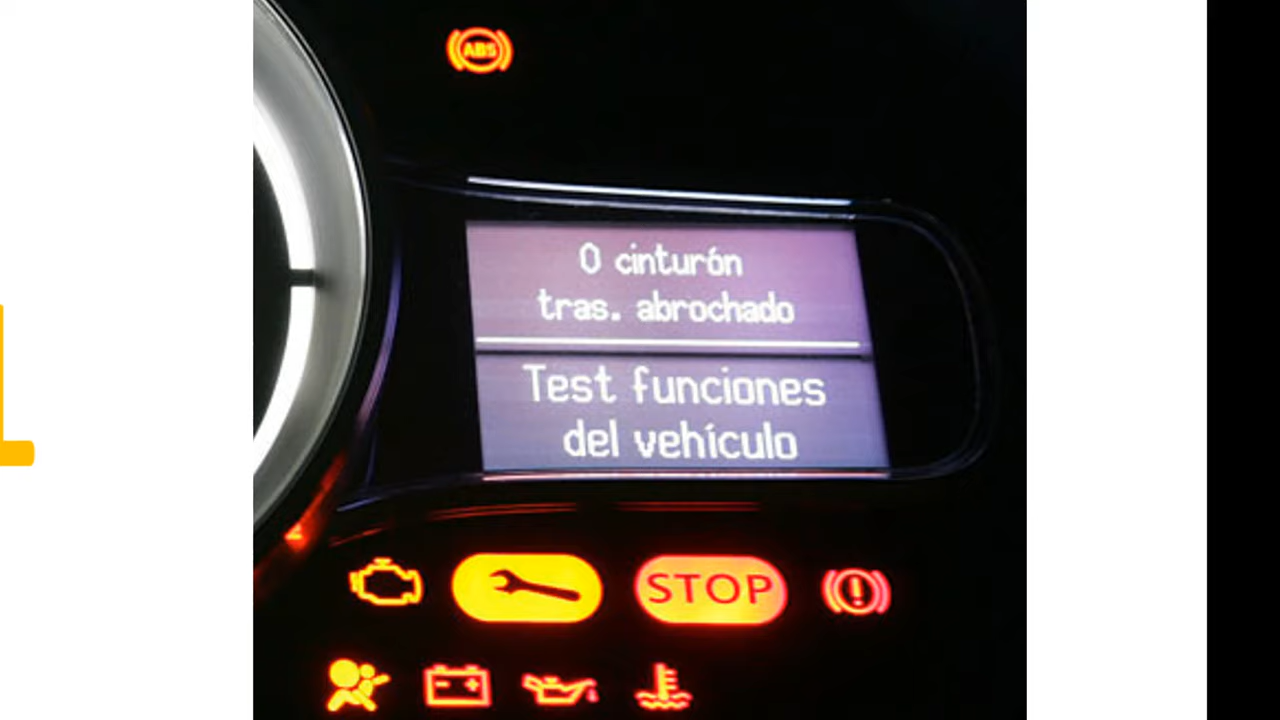 ABS
0 cinturón
tras. abrochado
Test funciones
del vehículo
STOP